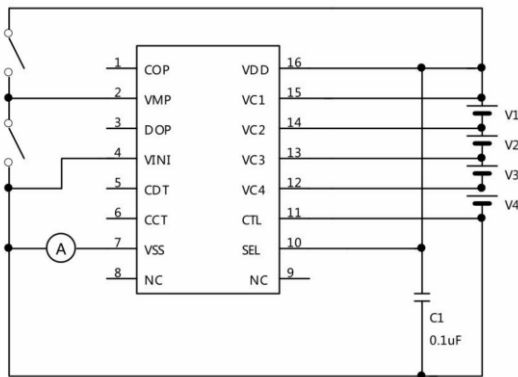 1 COP VDD 16
2 VMP VC1 15 V1
3 DOP VC2 14 V2
4 VINI VC3 13 V3
5 CDT VC4 12 V4
6 CCT CTL 11
A 7 VSS SEL 10
8 NC NC 9
C1
0.1uF